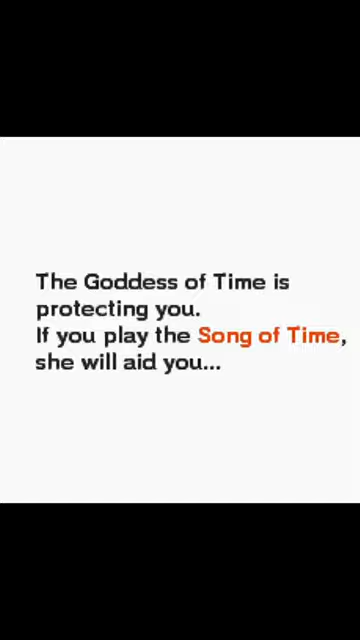 The Goddess of Time is
protecting you.
If you play the Song of Time,
she will aid you...